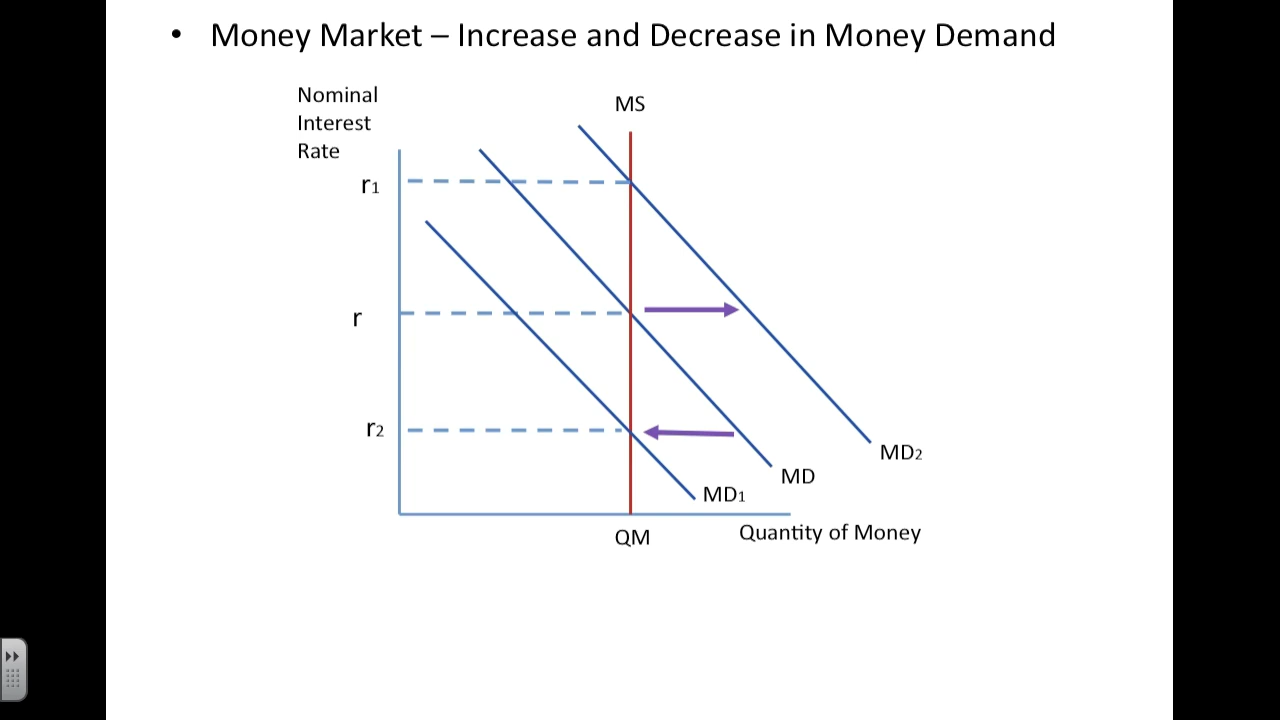 • Money Market – Increase and Decrease in Money Demand
Nominal
Interest
Rate
MS
r1
r
r2
MD2
MD
MD1
QM
Quantity of Money